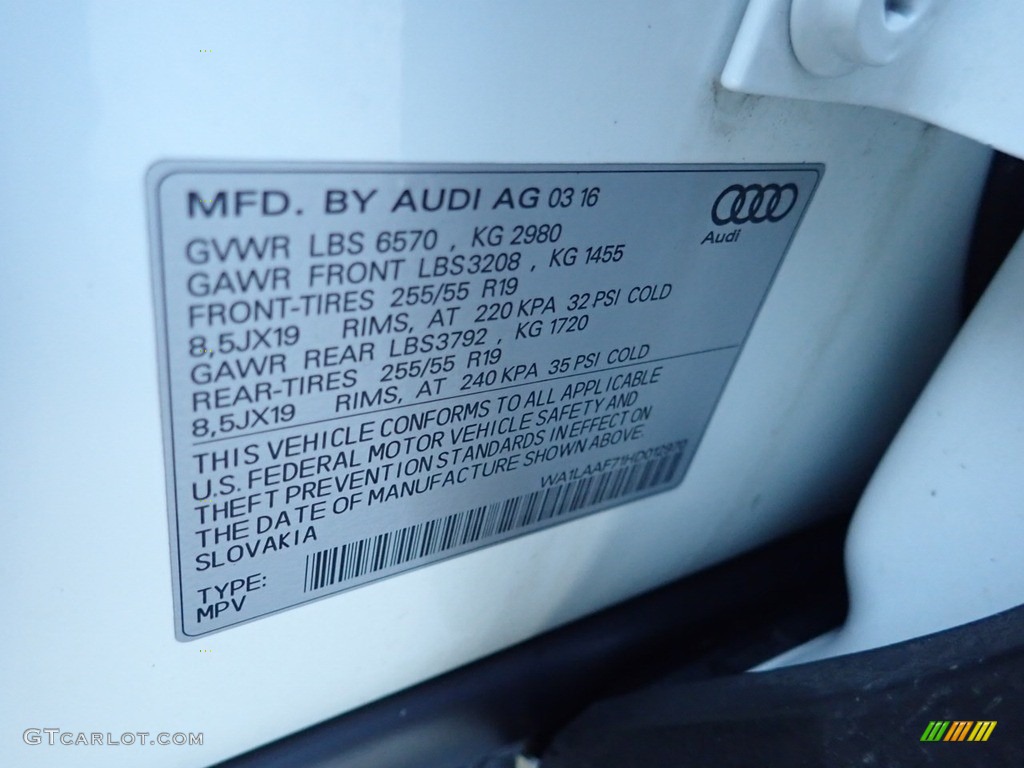 MFD. BY AUDI AG 03 16
Audi
GVWR LBS 6570 , KG 2980
GAWR FRONT LBS3208 , KG 1455
FRONT-TIRES 255/55 R19
8,5JX19 RIMS, AT 220 KPA 32 PSI COLD
GAWR REAR LBS3792 , KG 1720
REAR-TIRES 255/55 R19
8,5JX19 RIMS, AT 240 KPA 35 PSI COLD
THIS VEHICLE CONFORMS TO ALL APPLICABLE
U.S. FEDERAL MOTOR VEHICLE SAFETY AND
THEFT PREVENTION STANDARDS IN EFFECT ON
THE DATE OF MANUFACTURE SHOWN ABOVE.
SLOVAKIA
WA1LAAF71HD012970
TYPE:
MPV
GTCARLOT.COM